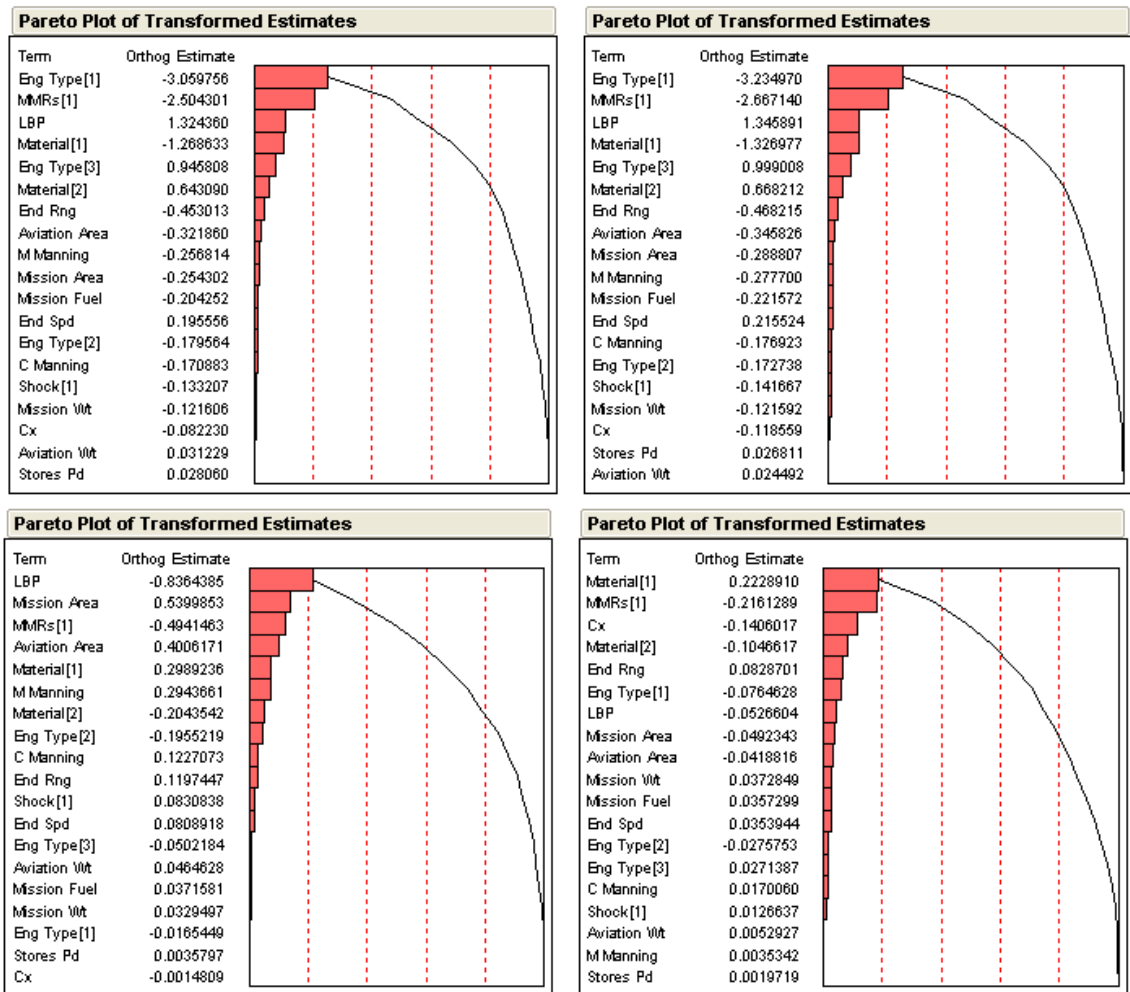 Pareto Plot of Transformed Estimates
Term Orthog Estimate
Eng Type[1] -3.059756
MMRs[1] -2.504301
LBP 1.324360
Material[1] -1.268633
Eng Type[3] 0.945808
Material[2] 0.643090
End Rng -0.453013
Aviation Area -0.321860
M Manning -0.256814
Mission Area -0.254302
Mission Fuel -0.204252
End Spd 0.195556
Eng Type[2] -0.179564
C Manning -0.170883
Shock[1] -0.133207
Mission Wt -0.121606
Cx -0.082230
Aviation Wt 0.031229
Stores Pd 0.028060
Pareto Plot of Transformed Estimates
Term Orthog Estimate
Eng Type[1] -3.234970
MMRs[1] -2.667140
LBP 1.345891
Material[1] -1.326977
Eng Type[3] 0.999008
Material[2] 0.668212
End Rng -0.468215
Aviation Area -0.345826
Mission Area -0.288807
M Manning -0.277700
Mission Fuel -0.221572
End Spd 0.215524
C Manning -0.176923
Eng Type[2] -0.172738
Shock[1] -0.141667
Mission Wt -0.121592
Cx -0.118559
Stores Pd 0.026811
Aviation Wt 0.024492
Pareto Plot of Transformed Estimates
Term Orthog Estimate
LBP -0.8364385
Mission Area 0.5399853
MMRs[1] -0.4941463
Aviation Area 0.4006171
Material[1] 0.2989236
M Manning 0.2943661
Material[2] -0.2043542
Eng Type[2] -0.1955219
C Manning 0.1227073
End Rng 0.1197447
Shock[1] 0.0830838
End Spd 0.0808918
Eng Type[3] -0.0502184
Aviation Wt 0.0464628
Mission Fuel 0.0371581
Mission Wt 0.0329497
Eng Type[1] -0.0165449
Stores Pd 0.0035797
Cx -0.0014809
Pareto Plot of Transformed Estimates
Term Orthog Estimate
Material[1] 0.2228910
MMRs[1] -0.2161289
Cx -0.1406017
Material[2] -0.1046617
End Rng 0.0828701
Eng Type[1] -0.0764628
LBP -0.0526604
Mission Area -0.0492343
Aviation Area -0.0418816
Mission Wt 0.0372849
Mission Fuel 0.0357299
End Spd 0.0353944
Eng Type[2] -0.0275753
Eng Type[3] 0.0271387
C Manning 0.0170060
Shock[1] 0.0126637
Aviation Wt 0.0052927
M Manning 0.0035342
Stores Pd 0.0019719